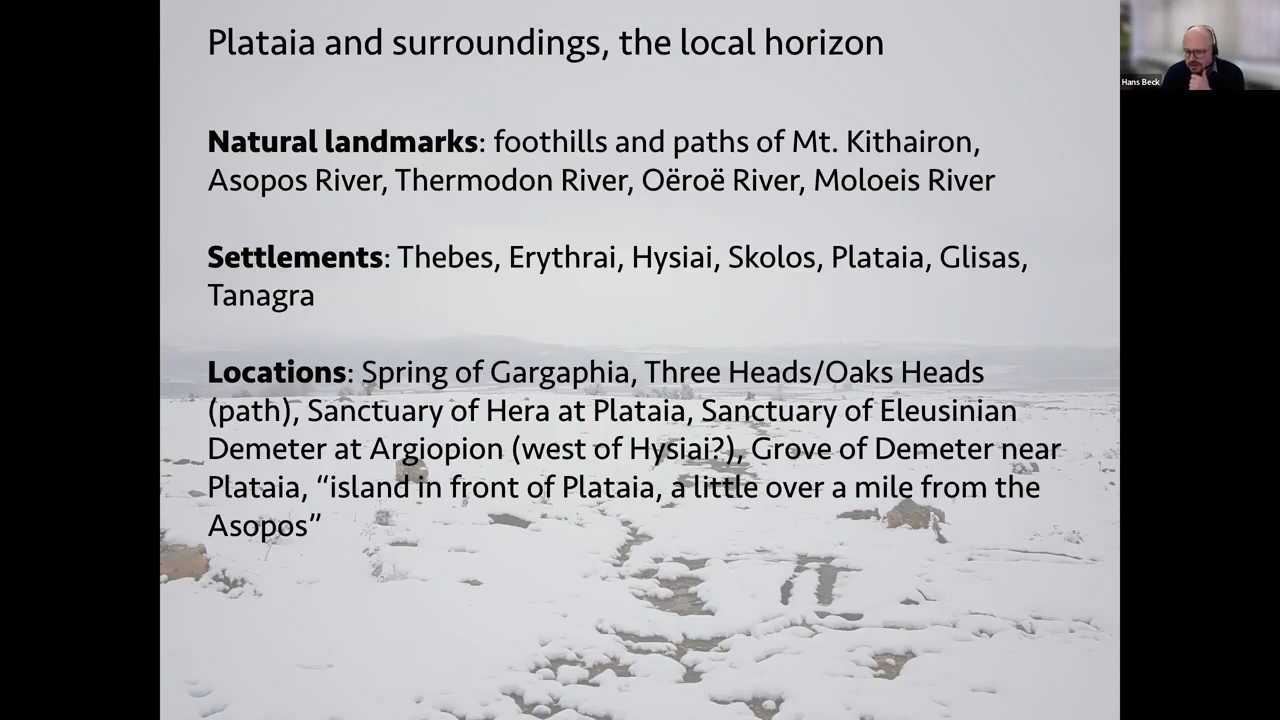 Plataia and surroundings, the local horizon
Natural landmarks: foothills and paths of Mt. Kithairon,
Asopos River, Thermodon River, Oëroë River, Moloeis River
Settlements: Thebes, Erythrai, Hysiai, Skolos, Plataia, Glisas,
Tanagra
Locations: Spring of Gargaphia, Three Heads/Oaks Heads
(path), Sanctuary of Hera at Plataia, Sanctuary of Eleusinian
Demeter at Argiopion (west of Hysiai?), Grove of Demeter near
Plataia, “island in front of Plataia, a little over a mile from the
Asopos”
Hans Beck